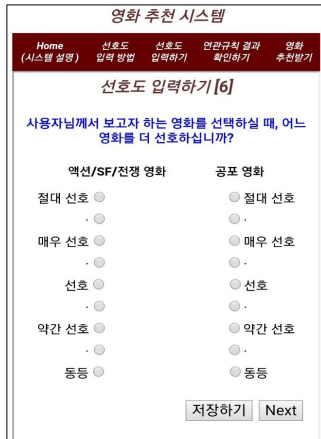 영화 추천 시스템
Home 선호도 선호도 연관규칙 결과 영화
(시스템 설명) 입력 방법 입력하기 확인하기 추천받기
선호도 입력하기 [6]
사용자님께서 보고자 하는 영화를 선택하실 때, 어느
영화를 더 선호하십니까?
액션/SF/전쟁 영화 공포 영화
절대 선호 절대 선호
· ·
매우 선호 매우 선호
· ·
선호 선호
· ·
약간 선호 약간 선호
· ·
동등 동등
저장하기 Next